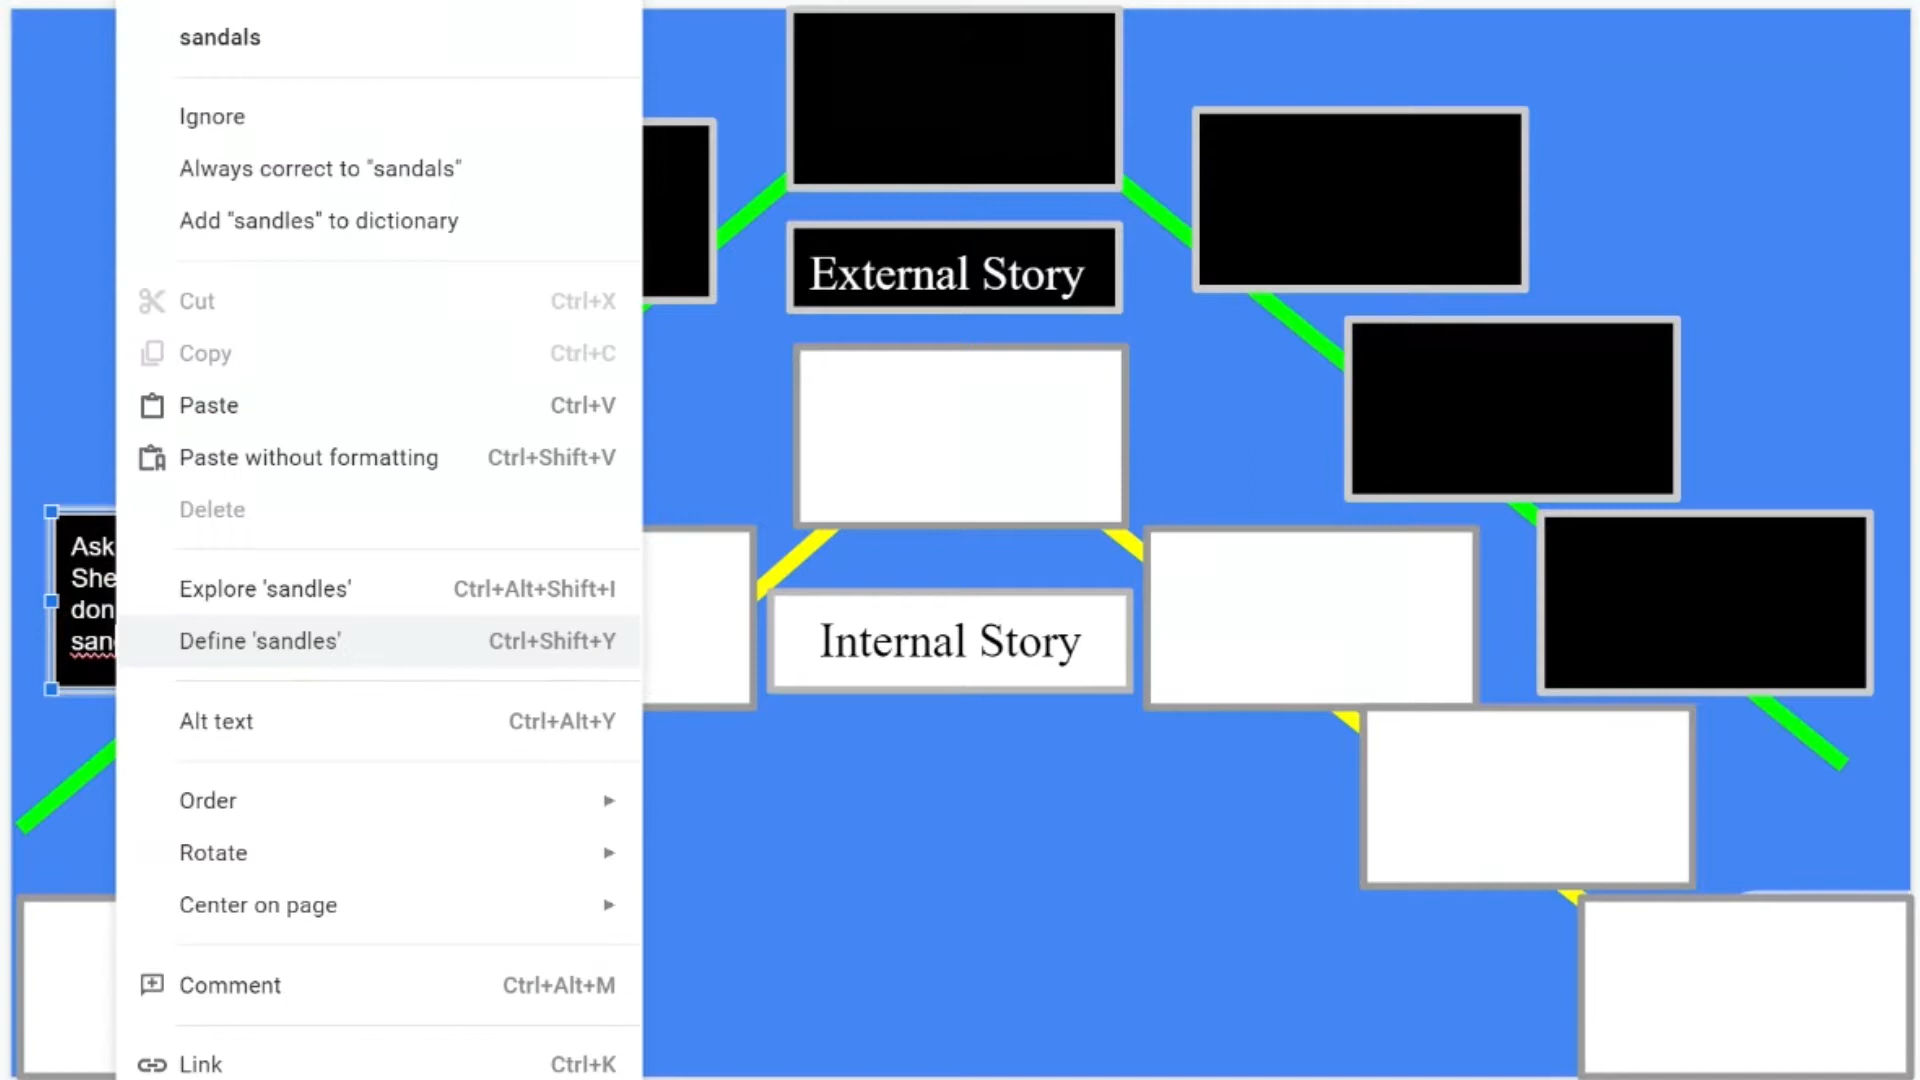 sandals
Ignore
Always correct to "sandals"
Add "sandles" to dictionary
Cut Ctrl+X
Copy Ctrl+C
Paste Ctrl+V
Paste without formatting Ctrl+Shift+V
Delete
Explore 'sandles' Ctrl+Alt+Shift+I
Define 'sandles' Ctrl+Shift+Y
Alt text Ctrl+Alt+Y
Order
Rotate
Center on page
Comment Ctrl+Alt+M
Link Ctrl+K
Ask
She
don
san
External Story
Internal Story